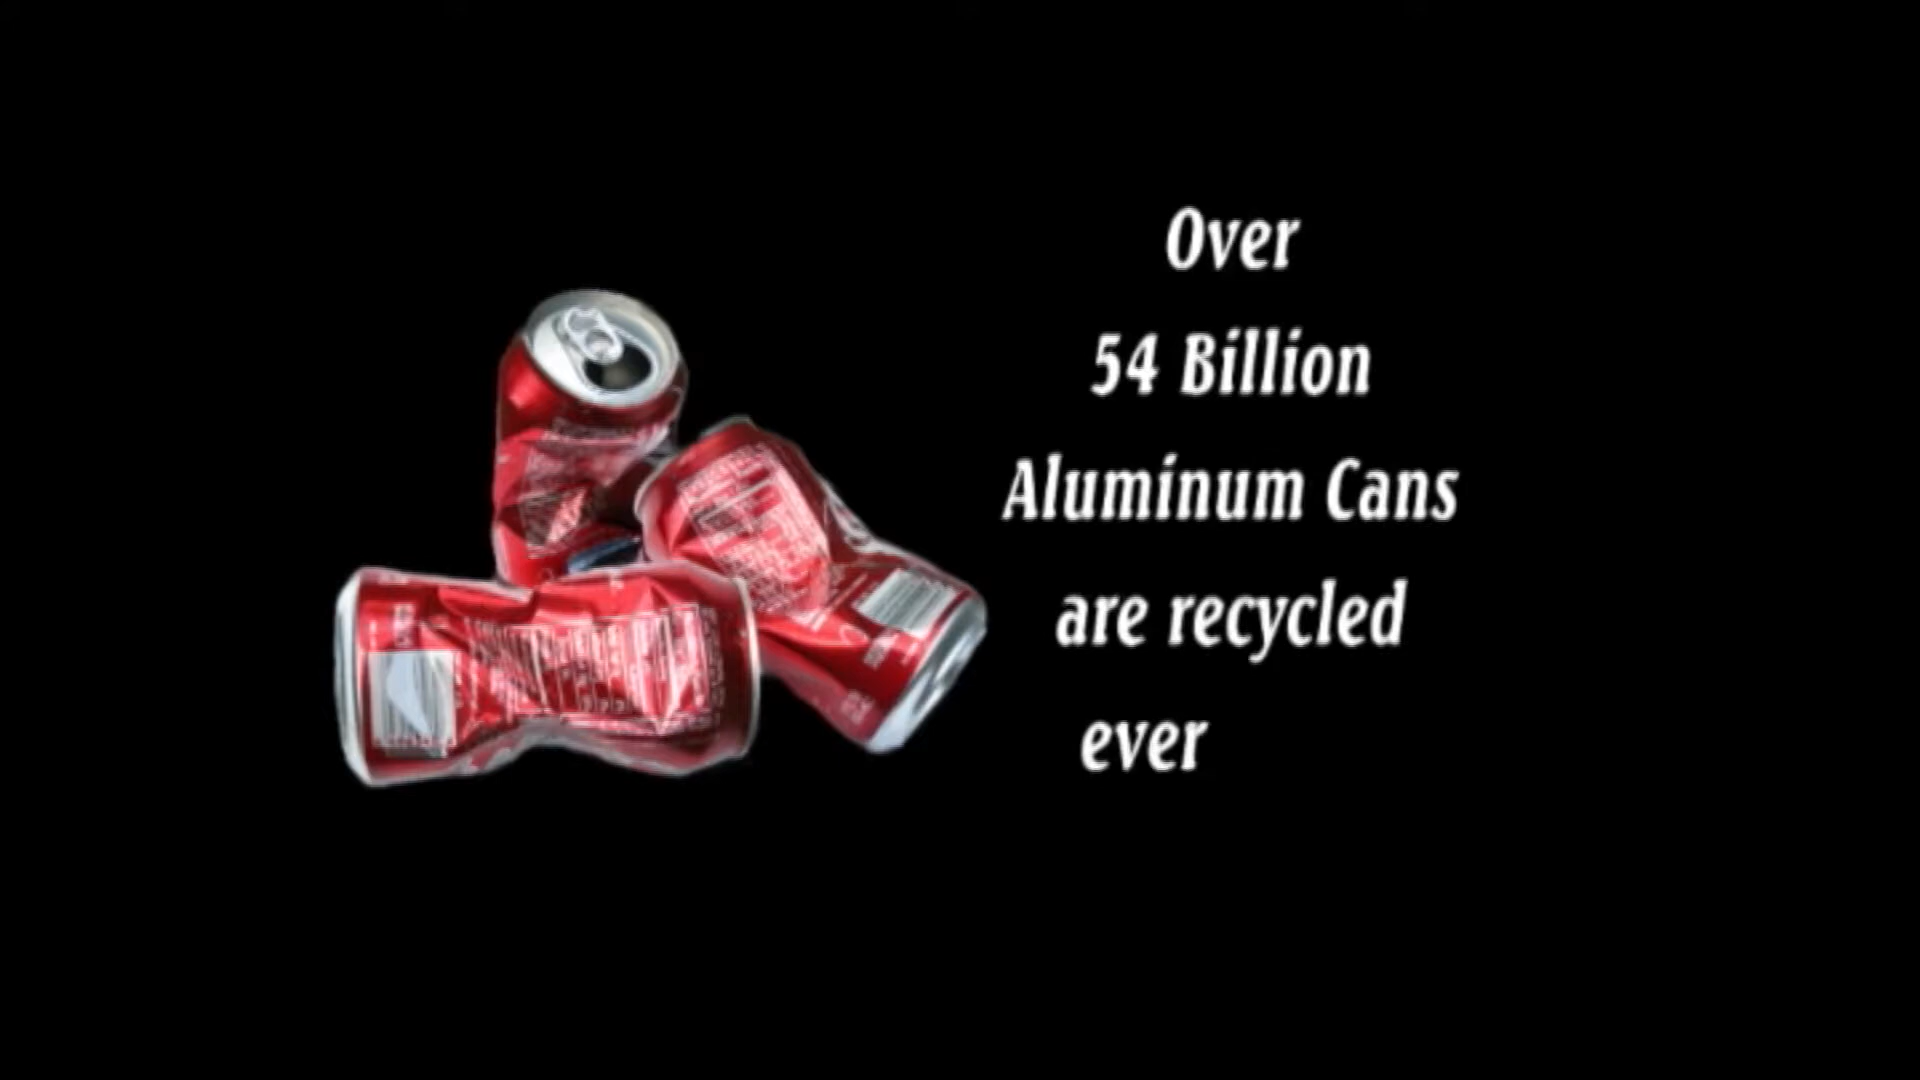 Over
54 Billion
Aluminum Cans
are recycled
ever